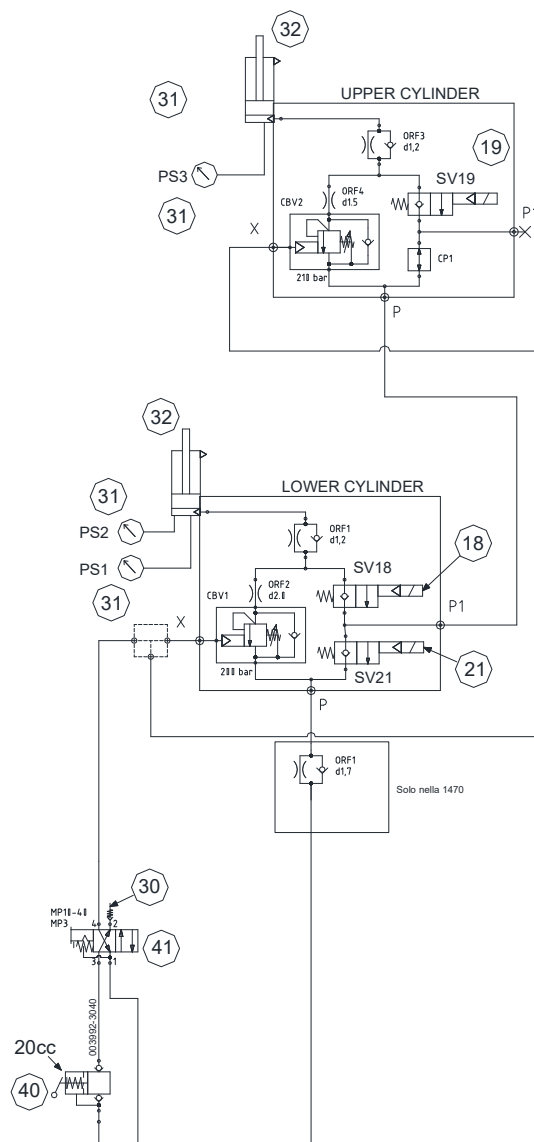 32
31
UPPER CYLINDER
ORF3
d1,2
19
PS3
SV19
31
CBV2
ORF4
d1.5
X
P1
CP1
210 bar
P
32
31
LOWER CYLINDER
PS2
ORF1
d1,2
PS1
SV18
18
31
CBV1
ORF2
d2.0
X
P1
200 bar
SV21
21
P
ORF1
d1,7
Solo nella 1470
30
MP10-40
MP3
4
2
41
3
1
003992-3040
20cc
40